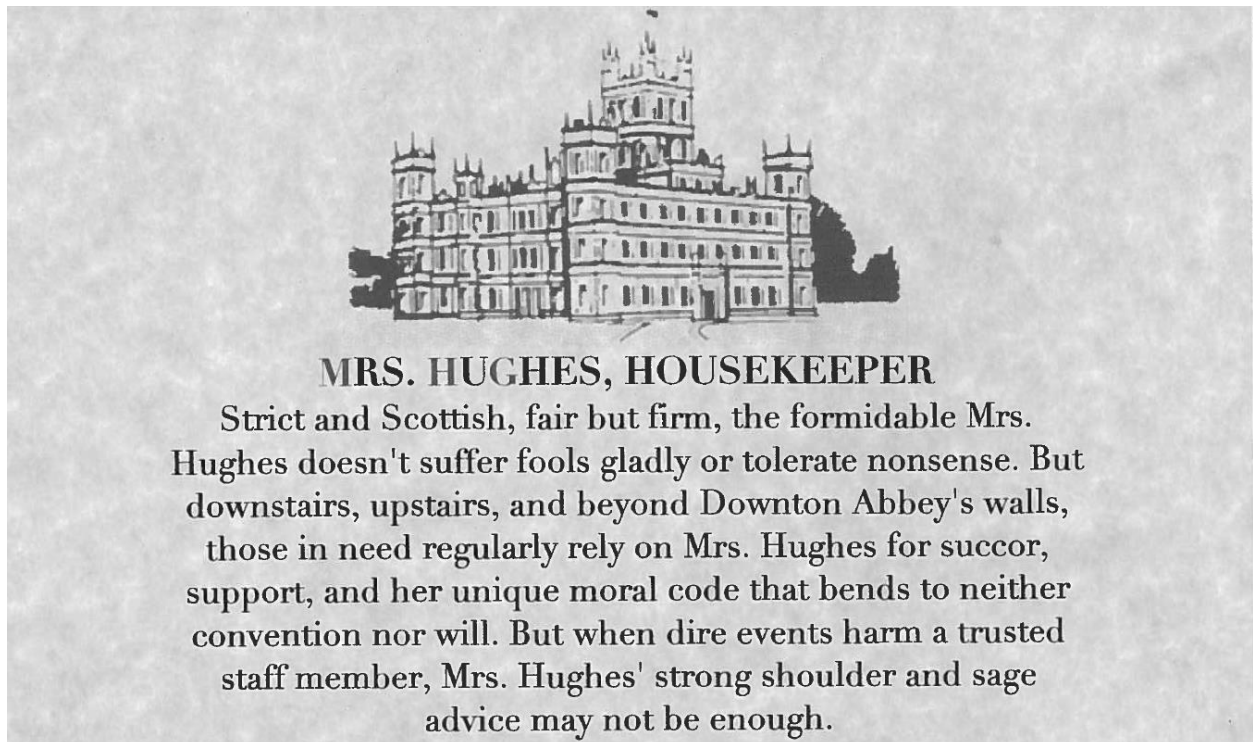 MRS. HUGHES, HOUSEKEEPER
Strict and Scottish, fair but firm, the formidable Mrs.
Hughes doesn't suffer fools gladly or tolerate nonsense. But
downstairs, upstairs, and beyond Downton Abbey's walls,
those in need regularly rely on Mrs. Hughes for succor,
support, and her unique moral code that bends to neither
convention nor will. But when dire events harm a trusted
staff member, Mrs. Hughes' strong shoulder and sage
advice may not be enough.